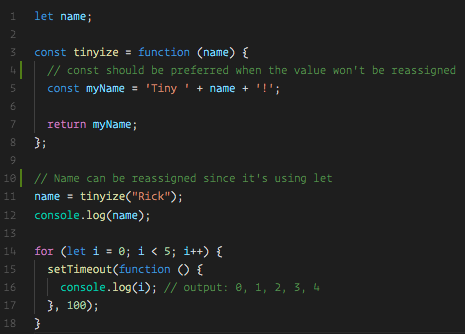 1 let name;
2
3 const tinyize = function (name) {
4 // const should be preferred when the value won't be reassigned
5 const myName = 'Tiny ' + name + '!';
6
7 return myName;
8 };
9
10 // Name can be reassigned since it's using let
11 name = tinyize("Rick");
12 console.log(name);
13
14 for (let i = 0; i < 5; i++) {
15 setTimeout(function () {
16 console.log(i); // output: 0, 1, 2, 3, 4
17 }, 100);
18 }